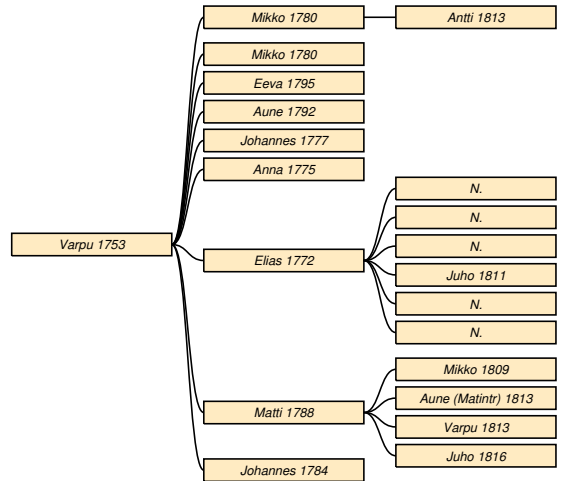 Mikko 1780
Antti 1813
Mikko 1780
Eeva 1795
Aune 1792
Johannes 1777
Anna 1775
Varpu 1753
Elias 1772
N.
N.
N.
Juho 1811
N.
N.
Matti 1788
Mikko 1809
Aune (Matintr) 1813
Varpu 1813
Juho 1816
Johannes 1784